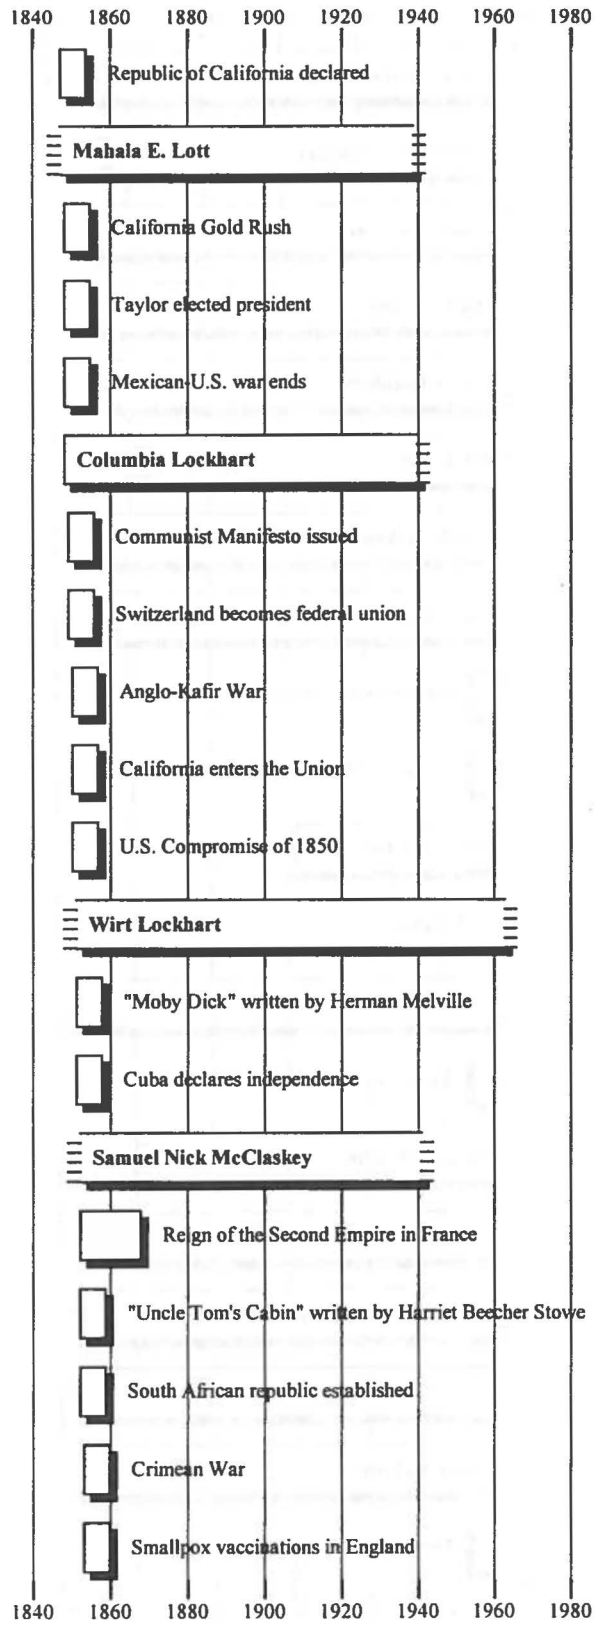 1840 1860 1880 1900 1920 1940 1960 1980
Republic of California declared
Mahala E. Lott
California Gold Rush
Taylor elected president
Mexican-U.S. war ends
Columbia Lockhart
Communist Manifesto issued
Switzerland becomes federal union
Anglo-Kafir War
California enters the Union
U.S. Compromise of 1850
Wirt Lockhart
"Moby Dick" written by Herman Melville
Cuba declares independence
Samuel Nick McClaskey
Reign of the Second Empire in France
"Uncle Tom's Cabin" written by Harriet Beecher Stowe
South African republic established
Crimean War
Smallpox vaccinations in England
1840 1860 1880 1900 1920 1940 1960 1980